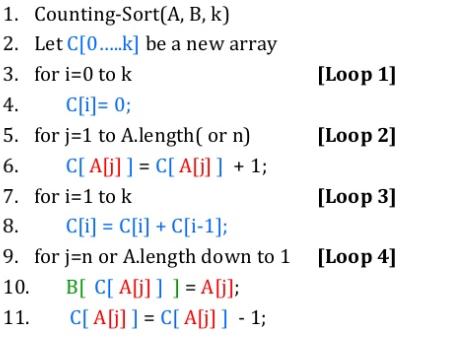 1. Counting-Sort(A, B, k)
2. Let C[0.....k] be a new array
3. for i=0 to k [Loop 1]
4. C[i]= 0;
5. for j=1 to A.length( or n) [Loop 2]
6. C[ A[j] ] = C[ A[j] ] + 1;
7. for i=1 to k [Loop 3]
8. C[i] = C[i] + C[i-1];
9. for j=n or A.length down to 1 [Loop 4]
10. B[ C[ A[j] ] ] = A[j];
11. C[ A[j] ] = C[ A[j] ] - 1;